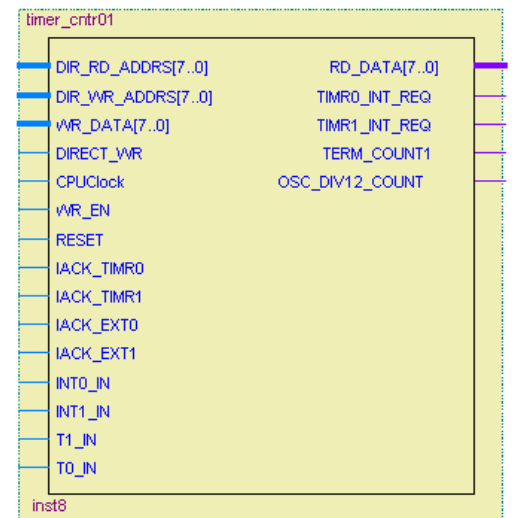 timer_cntr01
DIR_RD_ADDRS[7..0] RD_DATA[7..0]
DIR_WR_ADDRS[7..0] TIMR0_INT_REQ
WR_DATA[7..0] TIMR1_INT_REQ
DIRECT_WR TERM_COUNT1
CPUClock OSC_DIV12_COUNT
WR_EN
RESET
IACK_TIMR0
IACK_TIMR1
IACK_EXT0
IACK_EXT1
INT0_IN
INT1_IN
T1_IN
T0_IN
inst8